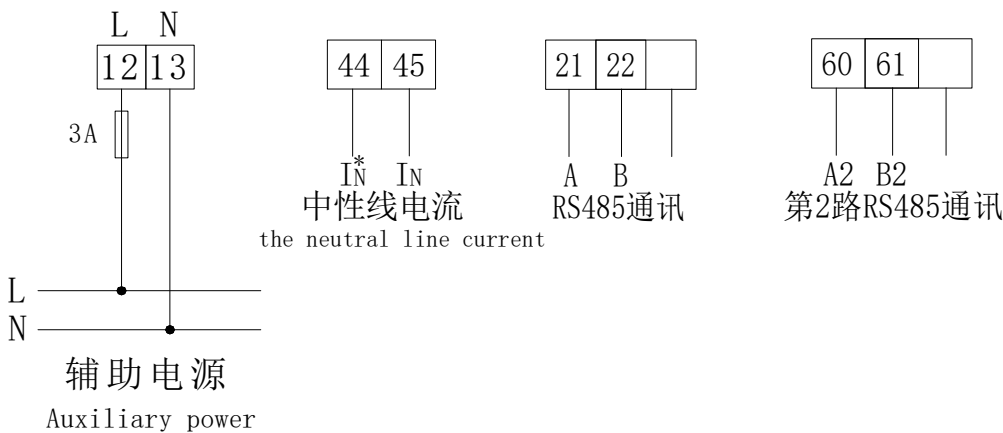 L N
12 13
3A
L
N
辅助电源
Auxiliary power
44 45
I*N IN
中性线电流
the neutral line current
21 22
A B
RS485通讯
60 61
A2 B2
第2路RS485通讯